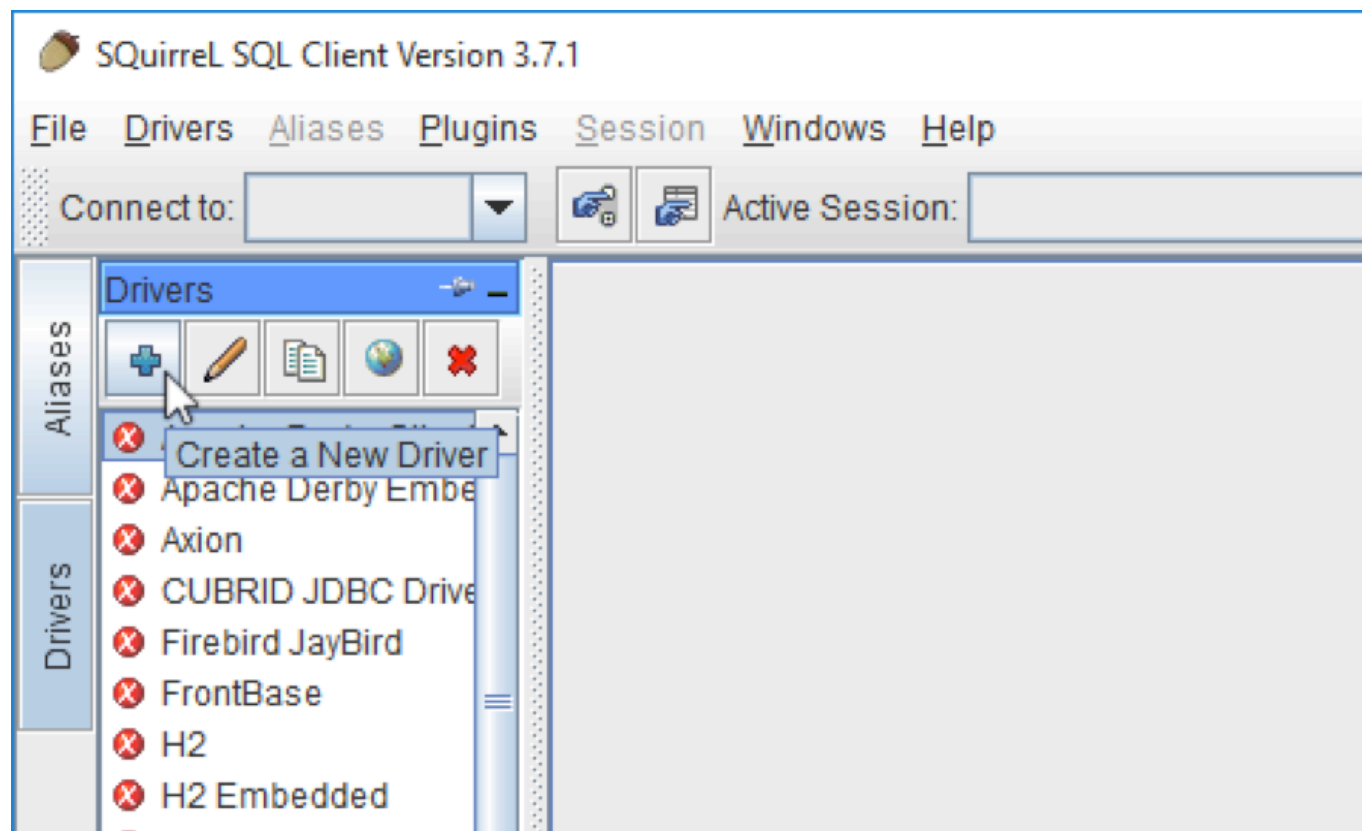 SQuirreL SQL Client Version 3.7.1
File Drivers Aliases Plugins Session Windows Help
Connect to: Active Session:
Aliases
Drivers
Drivers
Create a New Driver
Apache Derby Embe
Axion
CUBRID JDBC Drive
Firebird JayBird
FrontBase
H2
H2 Embedded